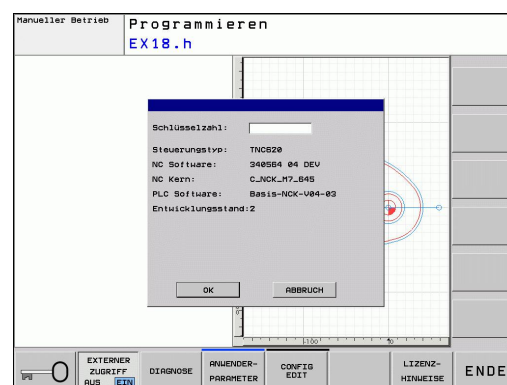 Manueller Betrieb
Programmieren
EX18.h
Schlüsselzahl:
Steuerungstyp: TNC620
NC Software: 340564 04 DEV
NC Kern: C_NCK_M7_645
PLC Software: Basis-NCK-V04-03
Entwicklungsstand:2
OK ABBRUCH
EXTERNER
ZUGRIFF
AUS EIN
DIAGNOSE
ANWENDER-
PARAMETER
CONFIG
EDIT
LIZENZ-
HINWEISE
ENDE